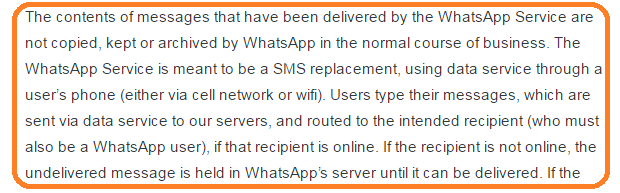 The contents of messages that have been delivered by the WhatsApp Service are
not copied, kept or archived by WhatsApp in the normal course of business. The
WhatsApp Service is meant to be a SMS replacement, using data service through a
user's phone (either via cell network or wifi). Users type their messages, which are
sent via data service to our servers, and routed to the intended recipient (who must
also be a WhatsApp user), if that recipient is online. If the recipient is not online, the
undelivered message is held in WhatsApp's server until it can be delivered. If the